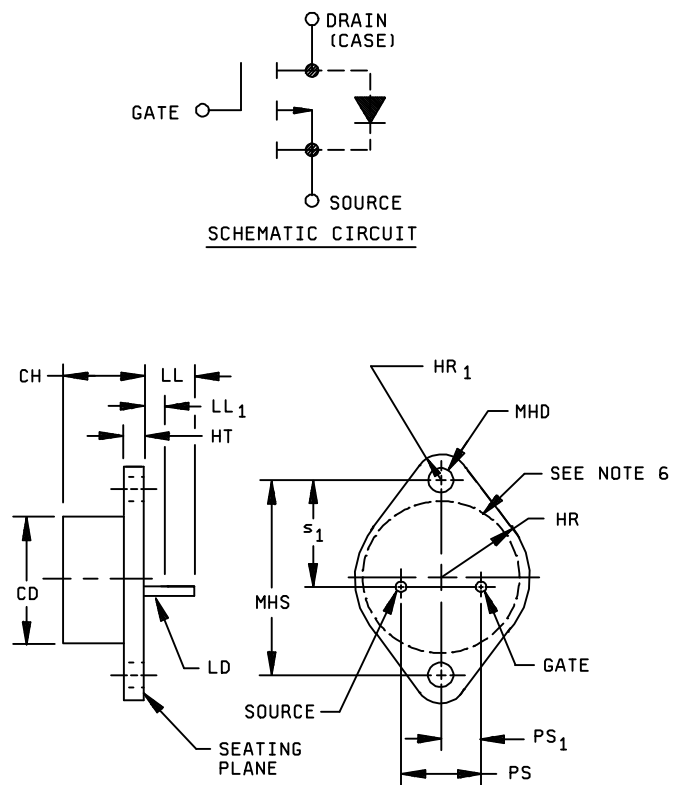 DRAIN
(CASE)
GATE
SOURCE
SCHEMATIC CIRCUIT
CH
LL
HR1
LL1
MHD
HT
SEE NOTE 6
HR
s1
CD
MHS
LD
GATE
SOURCE
SEATING
PLANE
PS1
PS